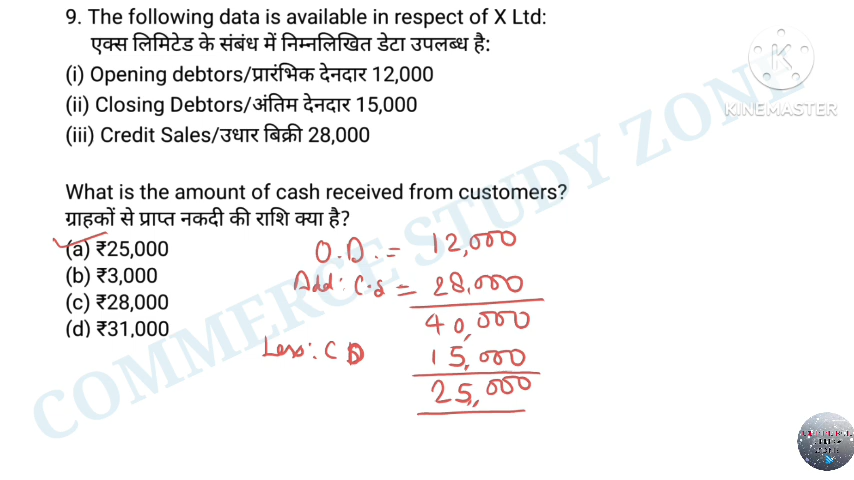 9. The following data is available in respect of X Ltd:
एक्स लिमिटेड के संबंध में निम्नलिखित डेटा उपलब्ध है:
(i) Opening debtors/प्रारंभिक देनदार 12,000
(ii) Closing Debtors/अंतिम देनदार 15,000
(iii) Credit Sales/उधार बिक्री 28,000
KINEMASTER
What is the amount of cash received from customers?
ग्राहकों से प्राप्त नकदी की राशि क्या है?
(a) ₹25,000
(b) ₹3,000
(c) ₹28,000
(d) ₹31,000
O.D. = 12,000
Add: C.S = 28,000
40,000
Less: CD 15,000
25,000
COMMERCE STUDY ZONE